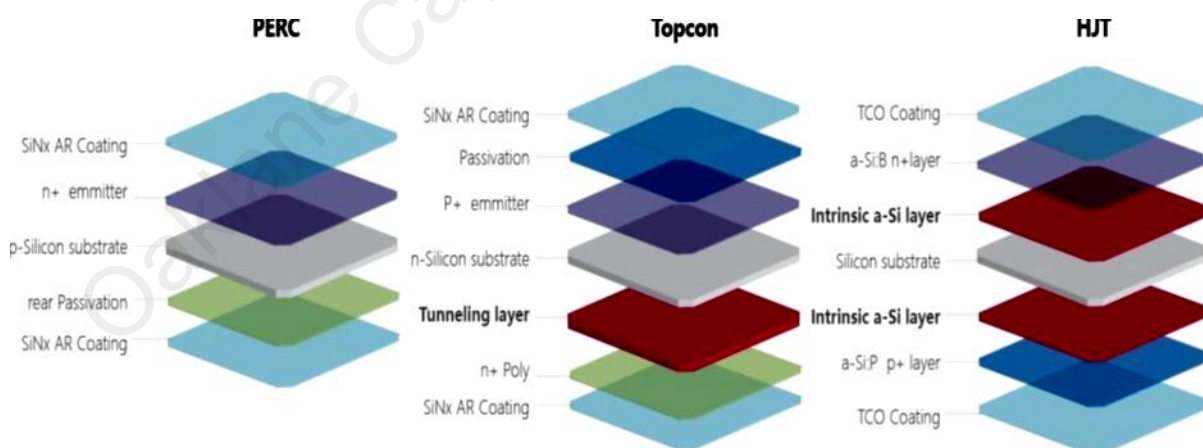 PERC
SiNx AR Coating
n+ emmitter
p-Silicon substrate
rear Passivation
SiNx AR Coating
Topcon
SiNx AR Coating
Passivation
P+ emmitter
n-Silicon substrate
Tunneling layer
n+ Poly
SiNx AR Coating
HJT
TCO Coating
a-Si:B n+layer
Intrinsic a-Si layer
Silicon substrate
Intrinsic a-Si layer
a-Si:P p+ layer
TCO Coating
Oaklane